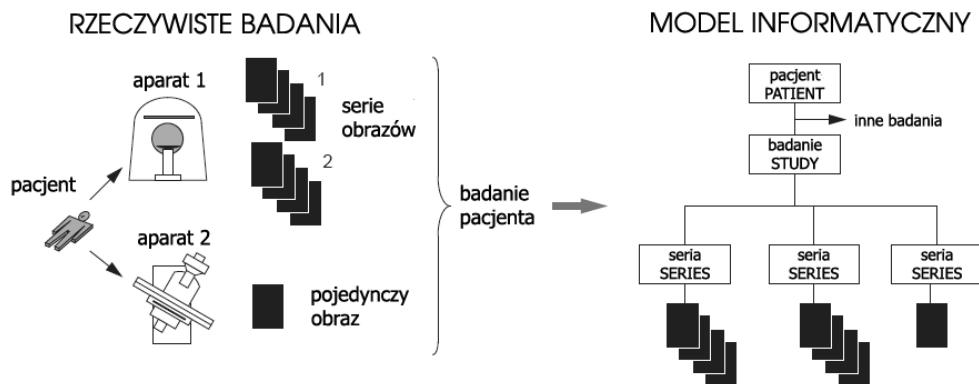 RZECZYWISTE BADANIA
aparat 1
1
serie
obrazów
2
pacjent
aparat 2
pojedynczy
obraz
badanie
pacjenta
MODEL INFORMATYCZNY
pacjent
PATIENT
inne badania
badanie
STUDY
seria
SERIES
seria
SERIES
seria
SERIES